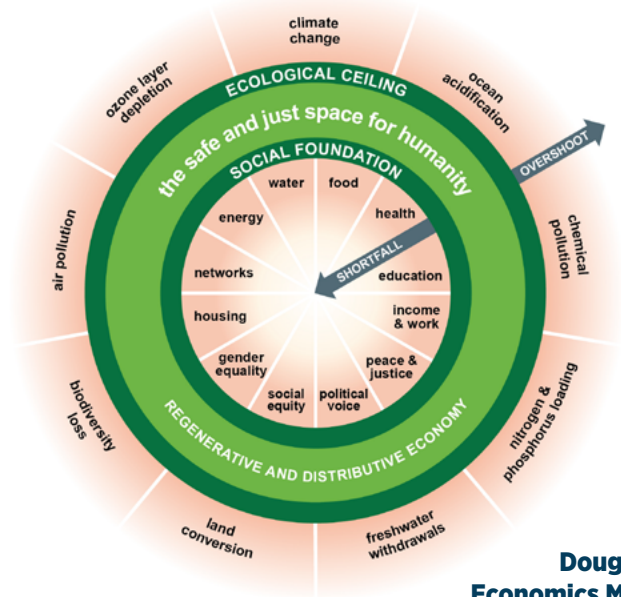 climate
change
ozone layer
depletion
ocean
acidification
ECOLOGICAL CEILING
the safe and just space for humanity
SOCIAL FOUNDATION
OVERSHOOT
water
food
energy
health
SHORTFALL
air pollution
chemical
pollution
networks
education
housing
income
& work
gender
equality
peace &
justice
social
equity
political
voice
biodiversity
loss
nitrogen &
phosphorus loading
REGENERATIVE AND DISTRIBUTIVE ECONOMY
land
conversion
freshwater
withdrawals
Doug
Economics M